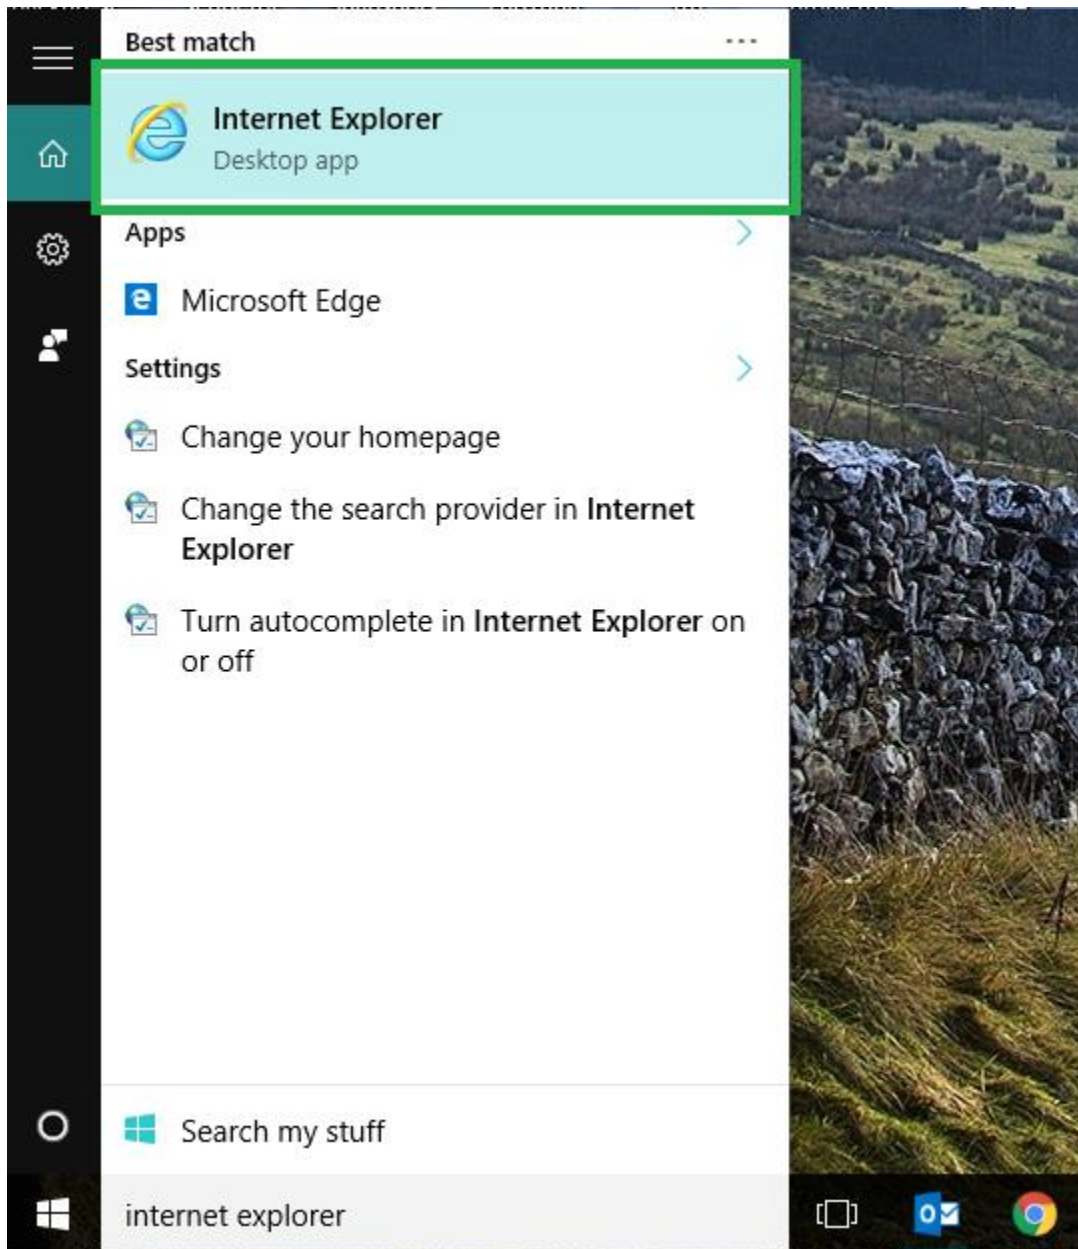 Best match
Internet Explorer
Desktop app
Apps
Microsoft Edge
Settings
Change your homepage
Change the search provider in Internet
Explorer
Turn autocomplete in Internet Explorer on
or off
Search my stuff
internet explorer